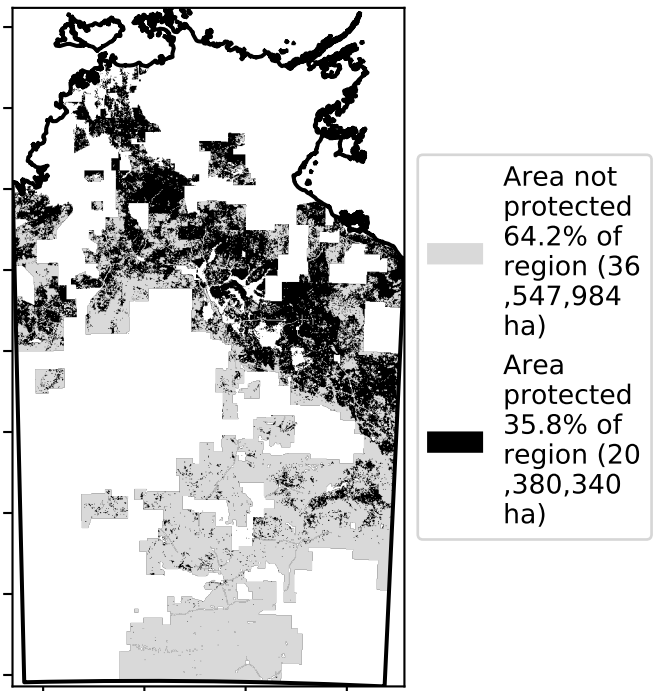 Area not
protected
64.2% of
region (36
,547,984
ha)
Area
protected
35.8% of
region (20
,380,340
ha)